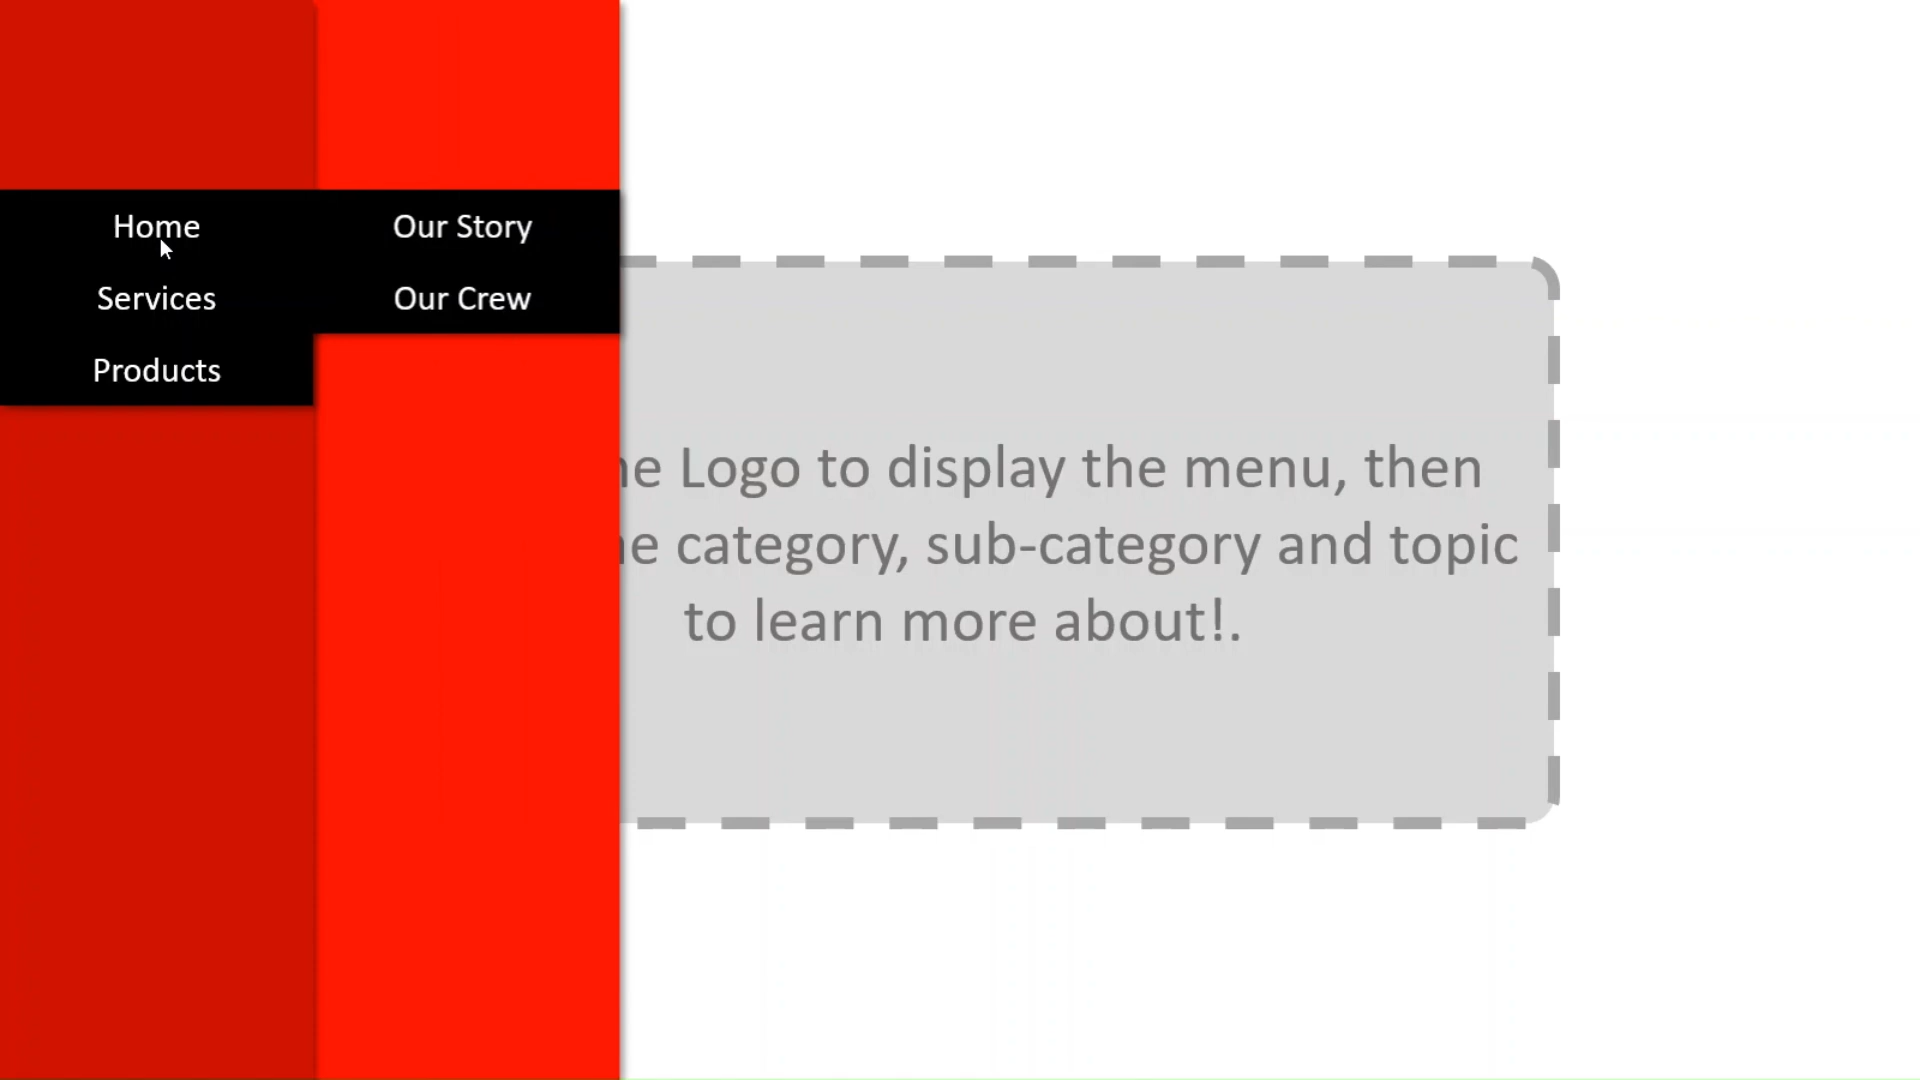 Home
Services
Products
Our Story
Our Crew
Logo to display the menu, then
category, sub-category and topic
to learn more about!.